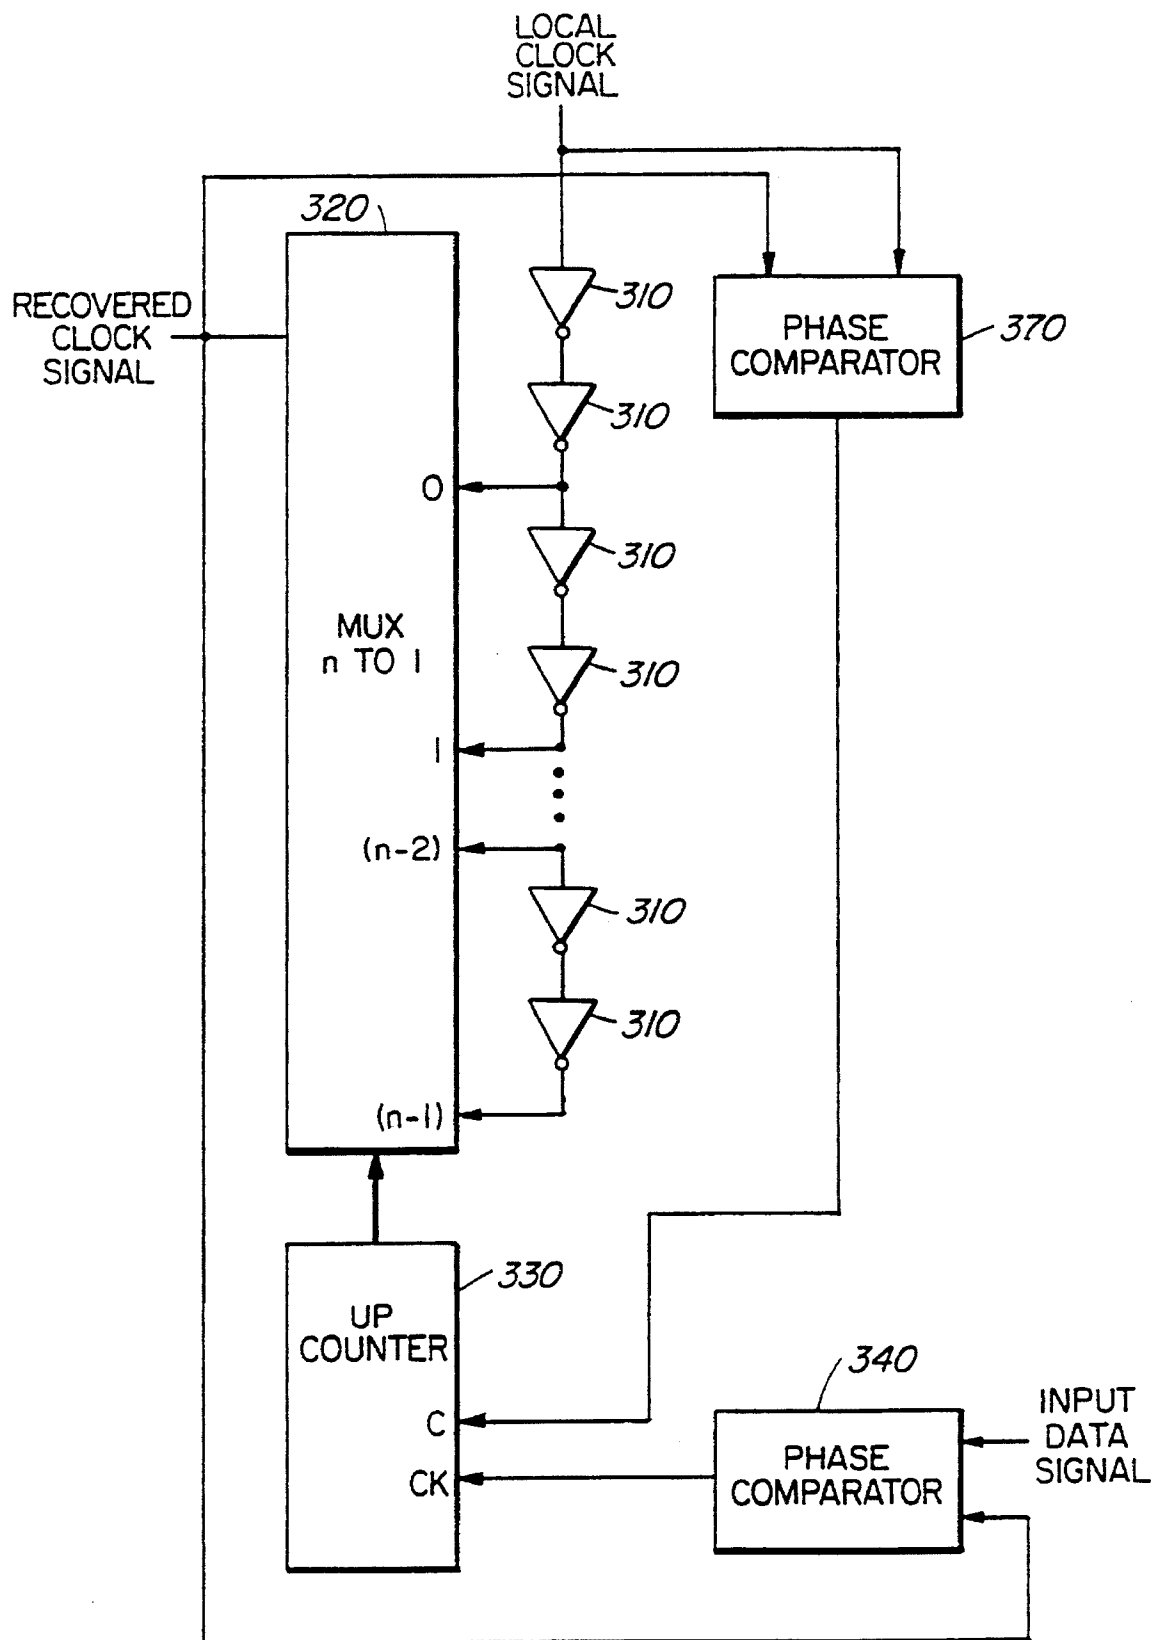 LOCAL
CLOCK
SIGNAL
320
RECOVERED
CLOCK
SIGNAL
310
PHASE
COMPARATOR
370
310
0
310
MUX
n TO 1
310
1
(n-2)
310
310
(n-1)
330
UP
COUNTER
C
CK
340
PHASE
COMPARATOR
INPUT
DATA
SIGNAL